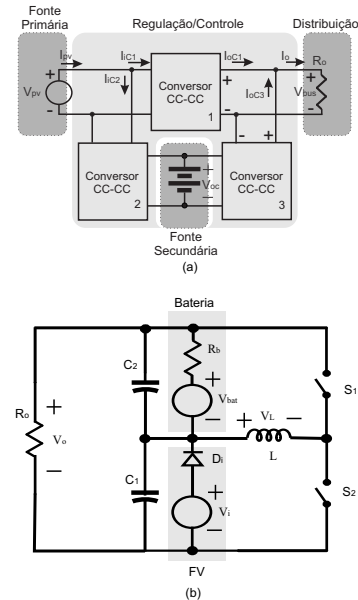 Fonte
Primária
Regulação/Controle
Distribuição
Ipv
IiC1
IoC1
Io
IiC2
IoC3
Ro
+
Vpv
-
Conversor
CC-CC
1
+
-
+
Vbus
-
-
+
Conversor
CC-CC
2
+
Voc
-
Conversor
CC-CC
3
Fonte
Secundária
(a)
Bateria
C2
Rb
+
Vbat
-
S1
Ro
+
Vo
-
+
VL
-
L
C1
Di
+
Vi
-
S2
FV
(b)